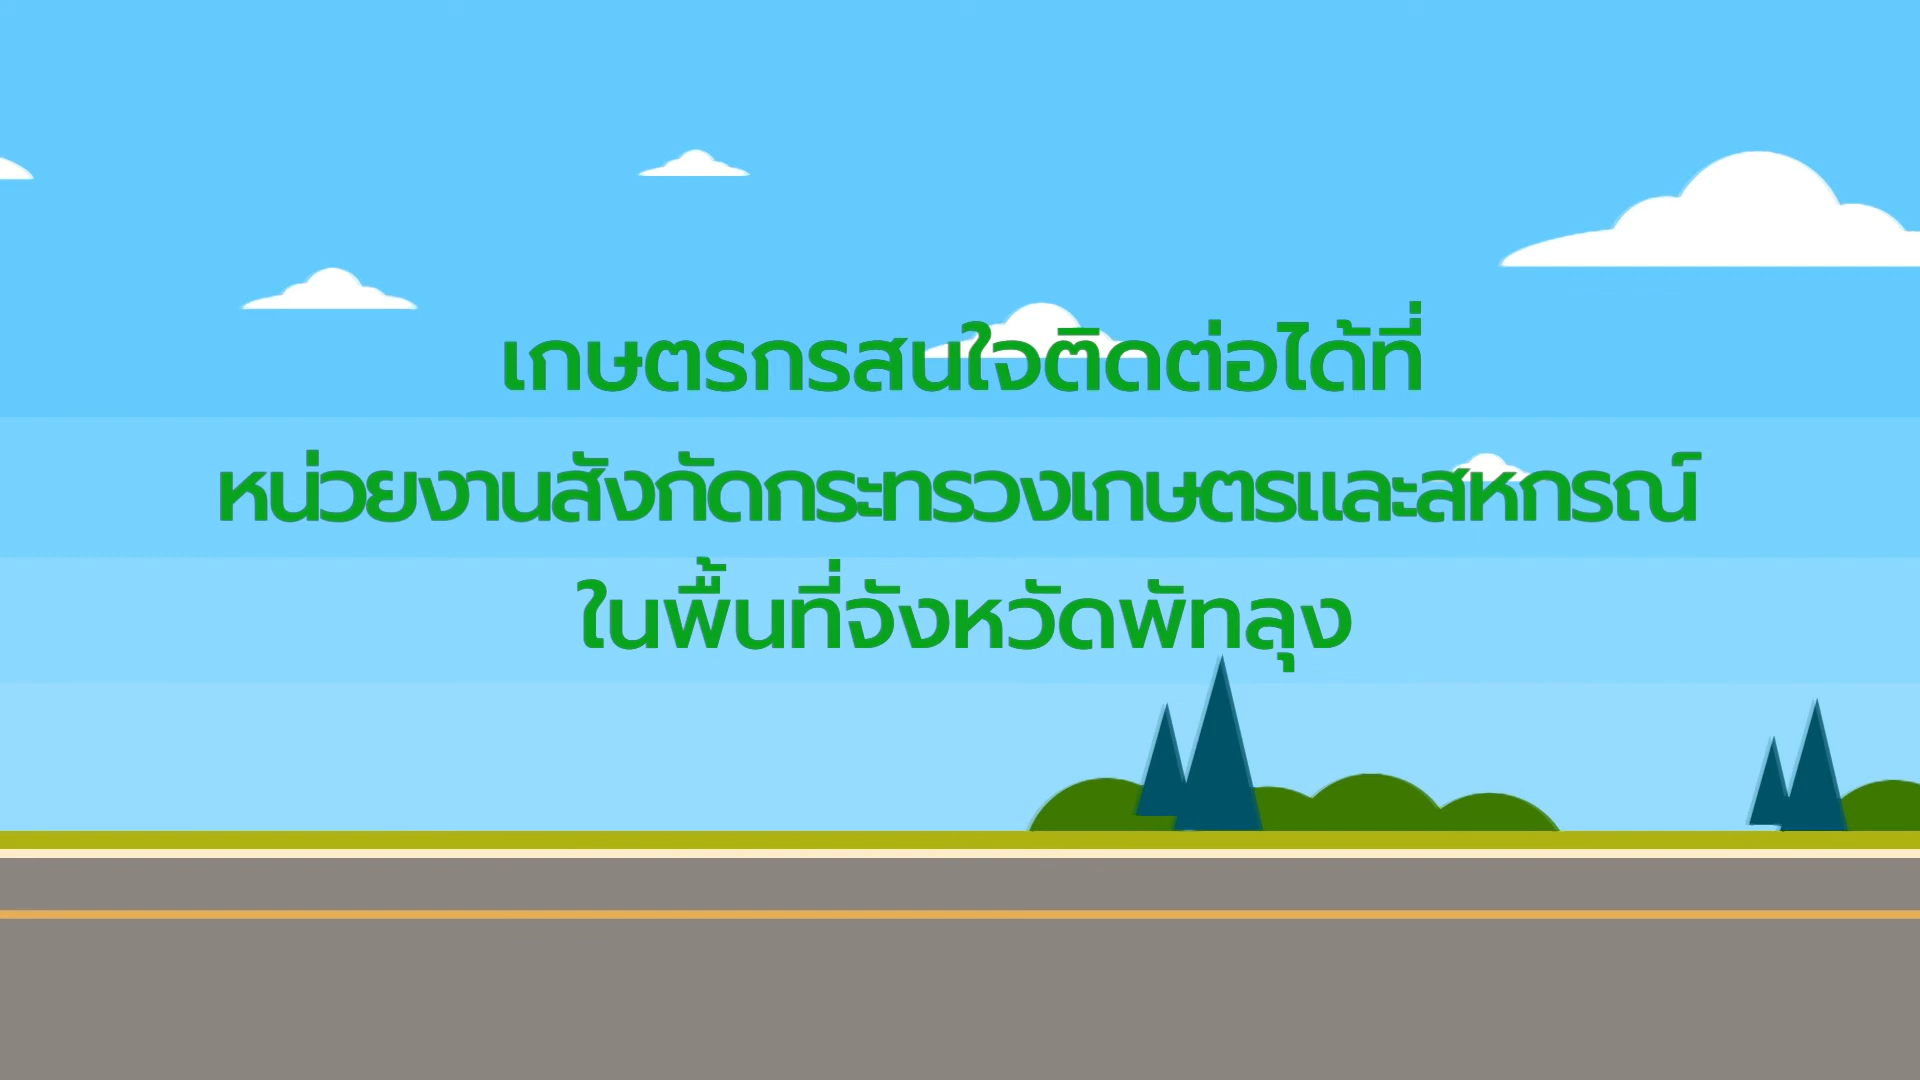 เกษตรกรสนใจติดต่อได้ที่
หน่วยงานสังกัดกระทรวงเกษตรและสหกรณ์
ในพื้นที่จังหวัดพัทลุง